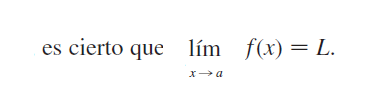 es cierto que lím f(x) = L.
x→a